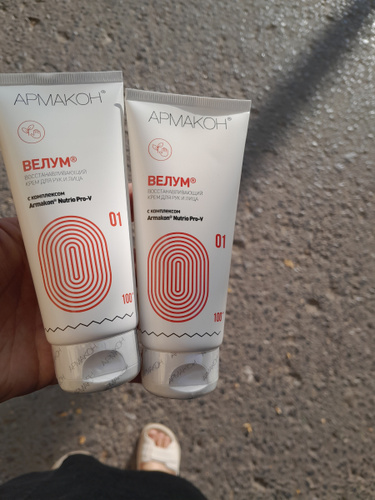 АРМАКОН®
ВЕЛУМ®
ВОССТАНАВЛИВАЮЩИЙ
КРЕМ ДЛЯ РУК И ЛИЦА
С КОМПЛЕКСОМ
Armakon® Nutrio Pro-V
01
100
АРМАКОН®
ВЕЛУМ®
ВОССТАНАВЛИВАЮЩИЙ
КРЕМ ДЛЯ РУК И ЛИЦА
С КОМПЛЕКСОМ
Armakon® Nutrio Pro-V
01
100